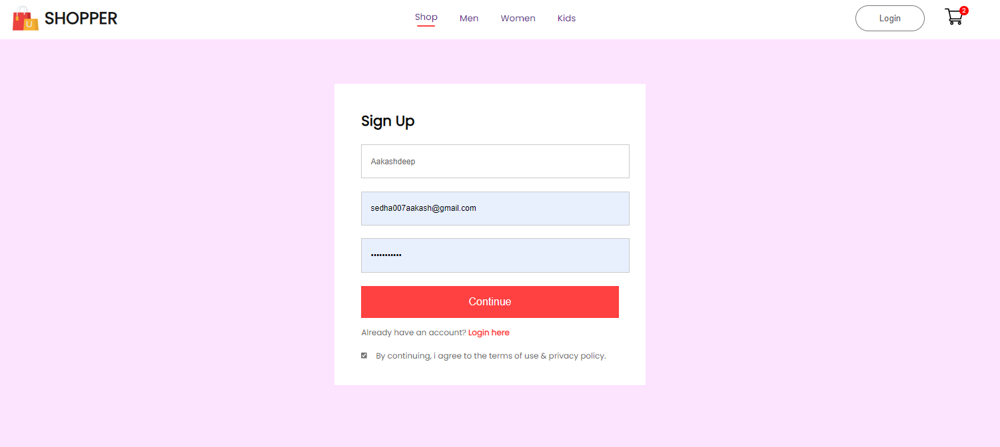 SHOPPER
Shop Men Women Kids
Login
2
U
Sign Up
Aakashdeep
sedha007aakash@gmail.com
•••••••••••
Continue
Already have an account? Login here
By continuing, i agree to the terms of use & privacy policy.